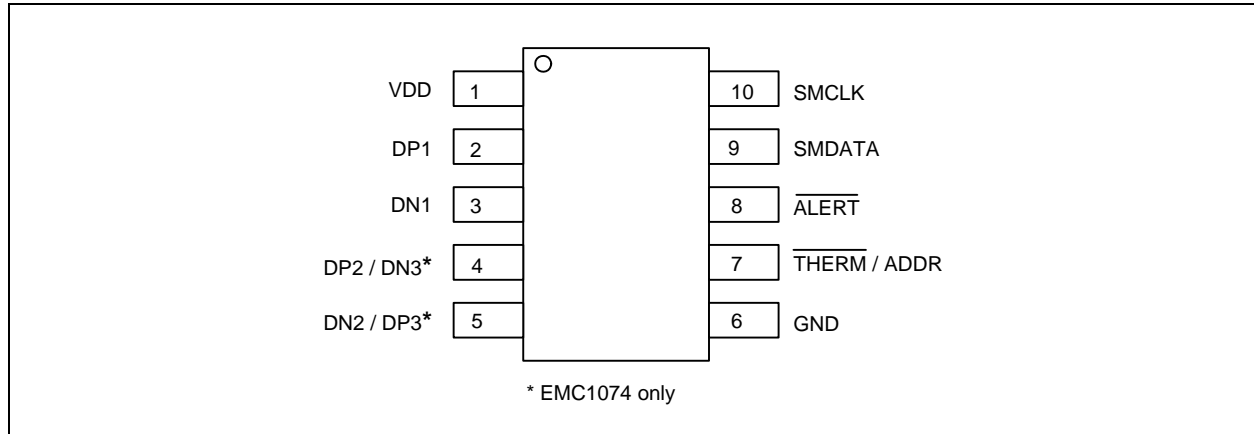 VDD 1
DP1 2
DN1 3
DP2 / DN3* 4
DN2 / DP3* 5
10 SMCLK
9 SMDATA
8 ALERT
7 THERM / ADDR
6 GND
* EMC1074 only